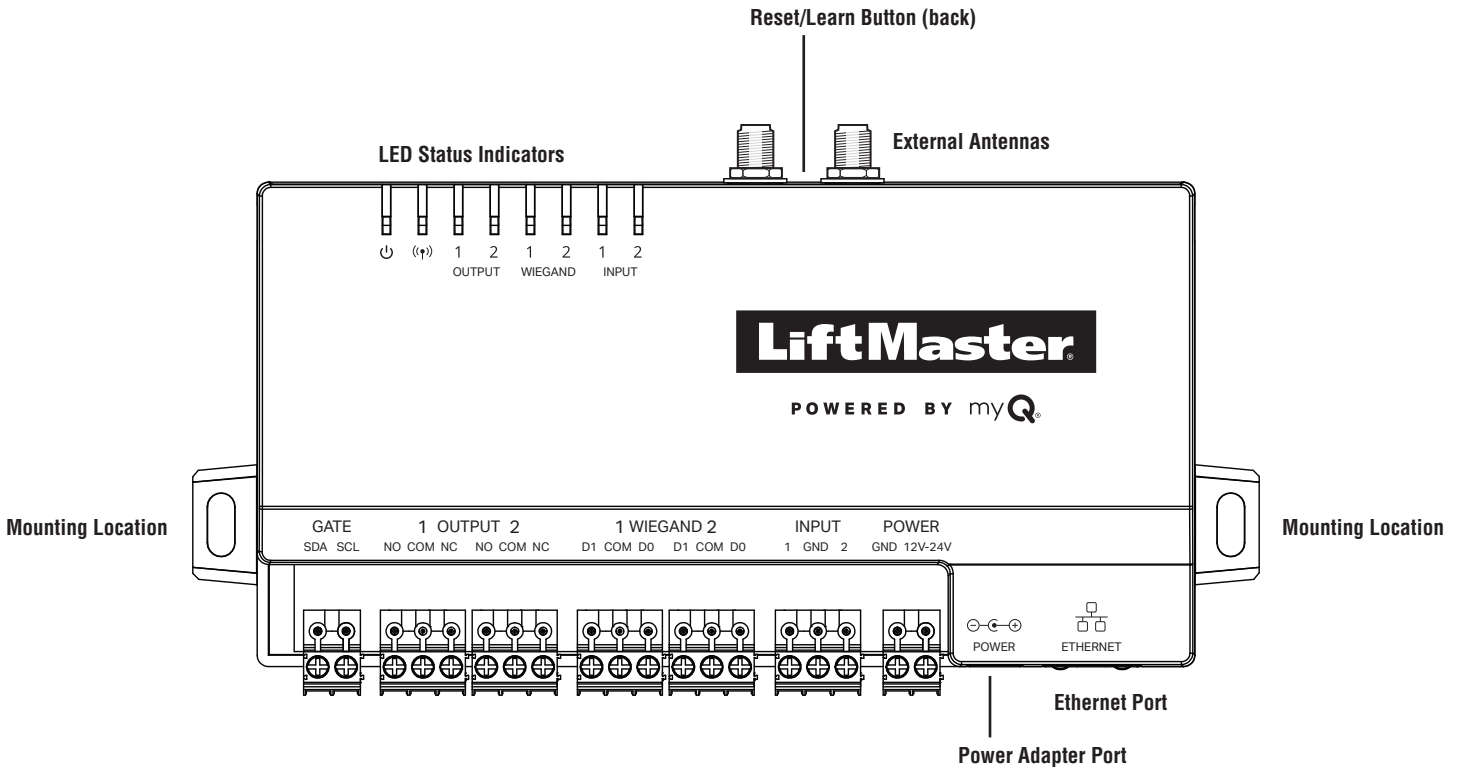 Reset/Learn Button (back)
LED Status Indicators
External Antennas
1 2 1 2 1 2
OUTPUT WIEGAND INPUT
LiftMaster®
POWERED BY myQ®
Mounting Location
Mounting Location
GATE 1 OUTPUT 2 1 WIEGAND 2 INPUT POWER
SDA SCL NO COM NC NO COM NC D1 COM D0 D1 COM D0 1 GND 2 GND 12V-24V
POWER ETHERNET
Ethernet Port
Power Adapter Port